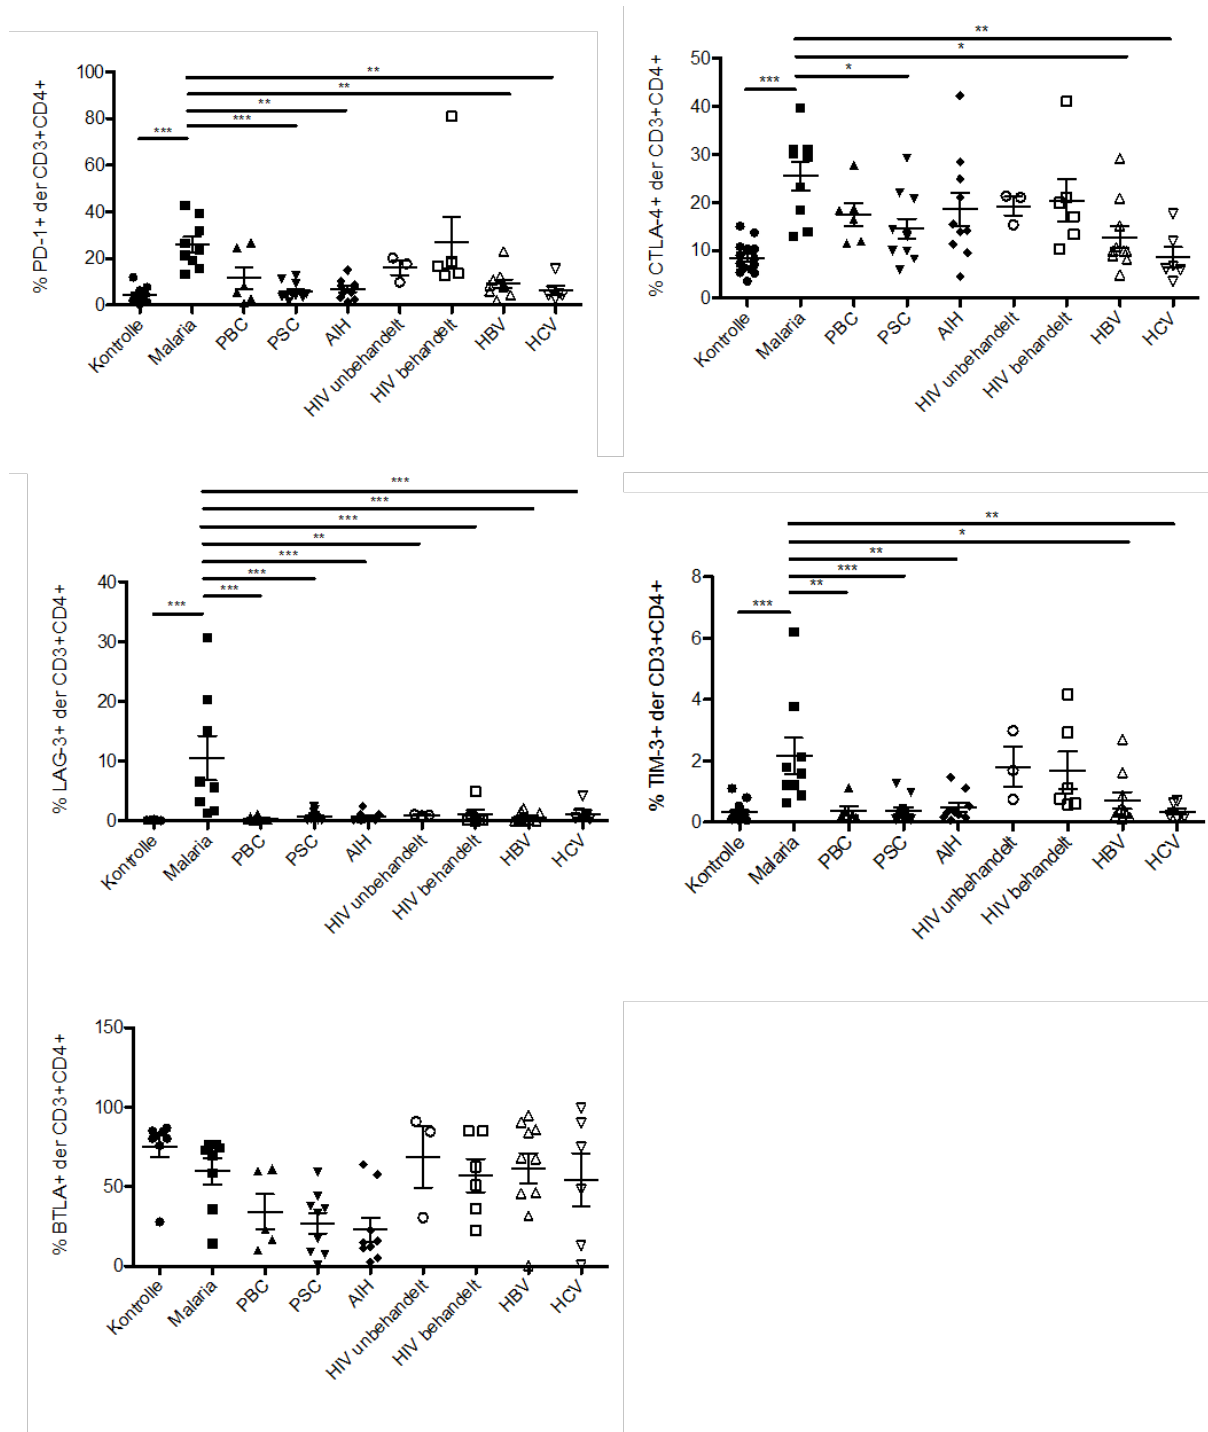 % PD-1+ der CD3+CD4+
100
80
60
40
20
0
***
***
**
**
**
Kontrolle
Malaria
PBC
PSC
AIH
HIV unbehandelt
HIV behandelt
HBV
HCV
% CTLA-4+ der CD3+CD4+
50
40
30
20
10
0
***
*
*
**
Kontrolle
Malaria
PBC
PSC
AIH
HIV unbehandelt
HIV behandelt
HBV
HCV
% LAG-3+ der CD3+CD4+
40
30
20
10
0
***
***
***
***
**
***
***
***
Kontrolle
Malaria
PBC
PSC
AIH
HIV unbehandelt
HIV behandelt
HBV
HCV
% TIM-3+ der CD3+CD4+
8
6
4
2
0
***
**
***
**
*
**
Kontrolle
Malaria
PBC
PSC
AIH
HIV unbehandelt
HIV behandelt
HBV
HCV
% BTLA+ der CD3+CD4+
150
100
50
0
Kontrolle
Malaria
PBC
PSC
AIH
HIV unbehandelt
HIV behandelt
HBV
HCV